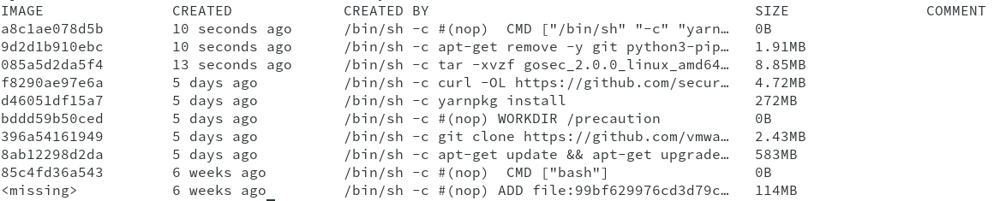 IMAGE CREATED CREATED BY SIZE COMMENT
a8c1ae078d5b 10 seconds ago /bin/sh -c #(nop)  CMD ["/bin/sh" "-c" "yarn… 0B
9d2d1b910ebc 10 seconds ago /bin/sh -c apt-get remove -y git python3-pip… 1.91MB
085a5d2da5f4 13 seconds ago /bin/sh -c tar -xvzf gosec_2.0.0_linux_amd64… 8.85MB
f8290ae97e6a 5 days ago /bin/sh -c curl -OL https://github.com/secur… 4.72MB
d46051df15a7 5 days ago /bin/sh -c yarnpkg install 272MB
bddd59b50ced 5 days ago /bin/sh -c #(nop) WORKDIR /precaution 0B
396a54161949 5 days ago /bin/sh -c git clone https://github.com/vmwa… 2.43MB
8ab12298d2da 5 days ago /bin/sh -c apt-get update && apt-get upgrade… 583MB
85c4fd36a543 6 weeks ago /bin/sh -c #(nop)  CMD ["bash"] 0B
<missing> 6 weeks ago_ /bin/sh -c #(nop) ADD file:99bf629976cd3d79c… 114MB